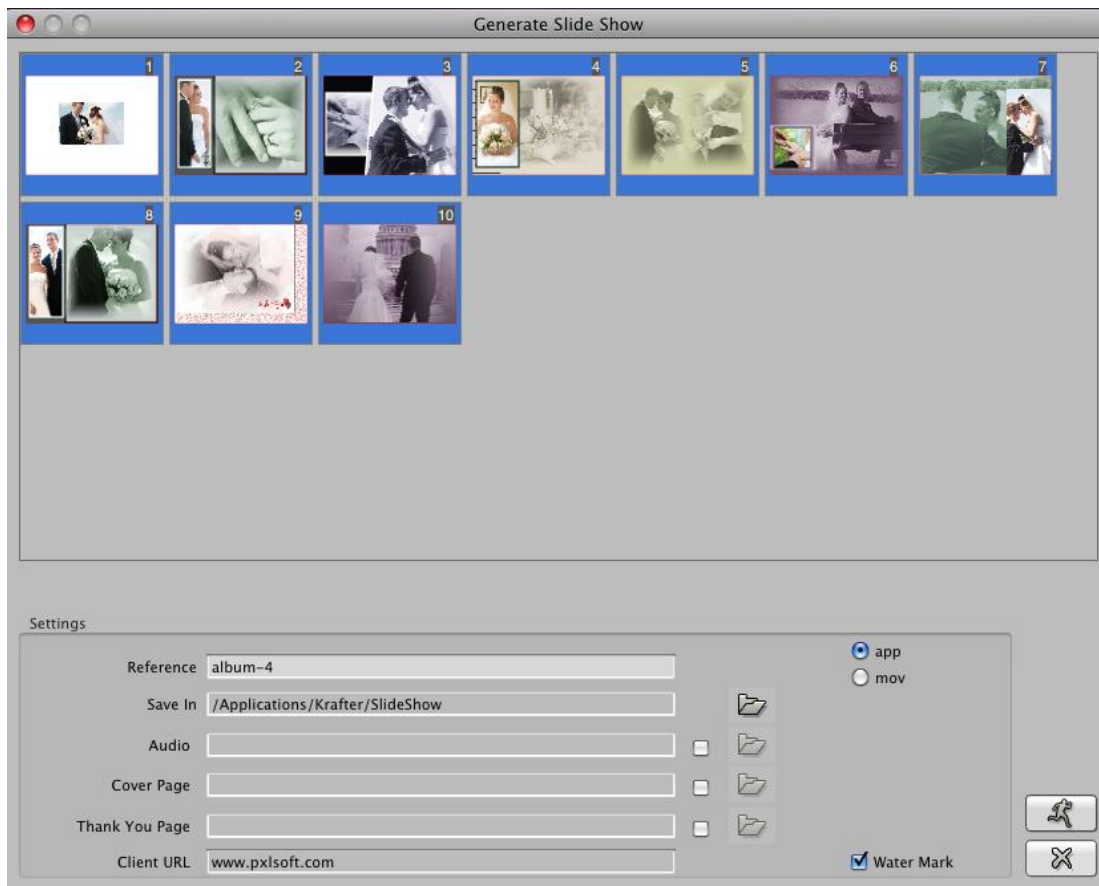 Generate Slide Show
1 2 3 4 5 6 7
8 9 10
Settings
app
Reference album-4
mov
Save In /Applications/Krafter/SlideShow
Audio
Cover Page
Thank You Page
Client URL www.pxlsoft.com Water Mark